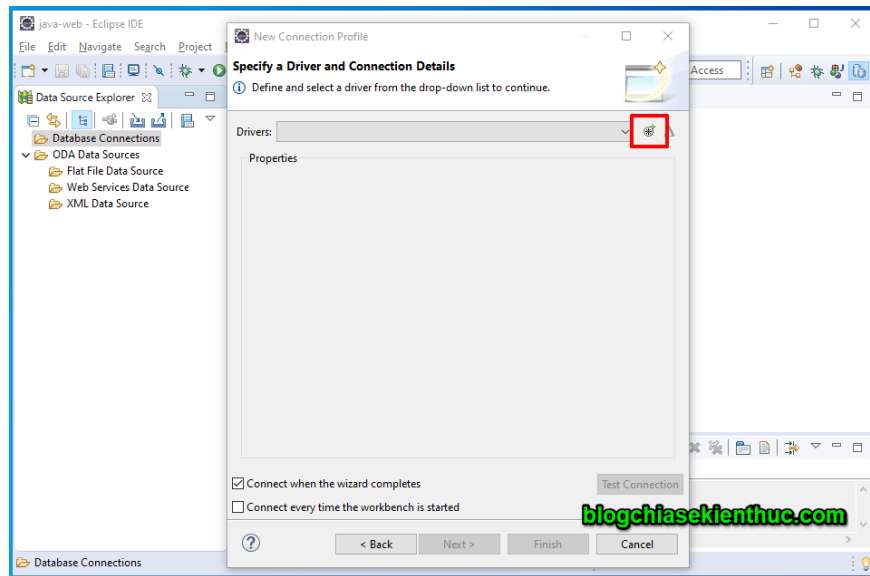 java-web - Eclipse IDE
File Edit Navigate Search Project
Access
Data Source Explorer
Database Connections
ODA Data Sources
Flat File Data Source
Web Services Data Source
XML Data Source
New Connection Profile
Specify a Driver and Connection Details
Define and select a driver from the drop-down list to continue.
Drivers:
Properties
Connect when the wizard completes
Test Connection
Connect every time the workbench is started
blogchiasekienthuc.com
< Back Next > Finish Cancel
Database Connections